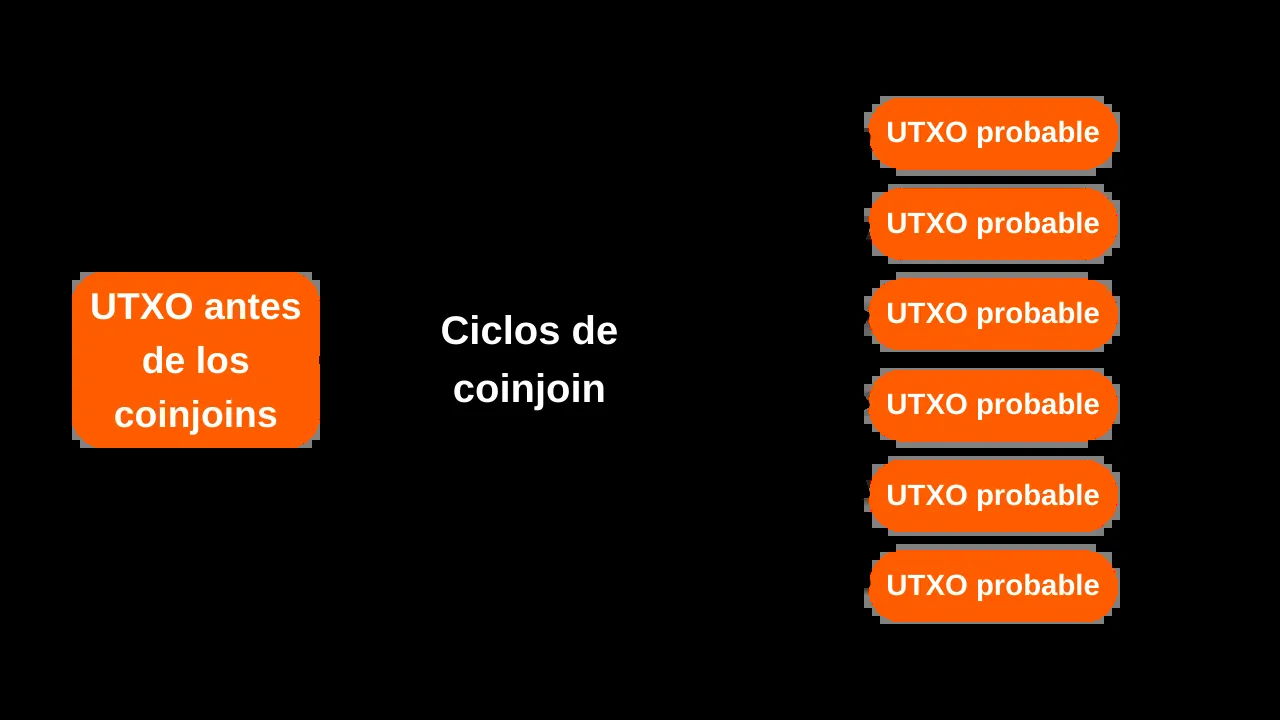 UTXO antes
de los
coinjoins
Ciclos de
coinjoin
UTXO probable
UTXO probable
UTXO probable
UTXO probable
UTXO probable
UTXO probable